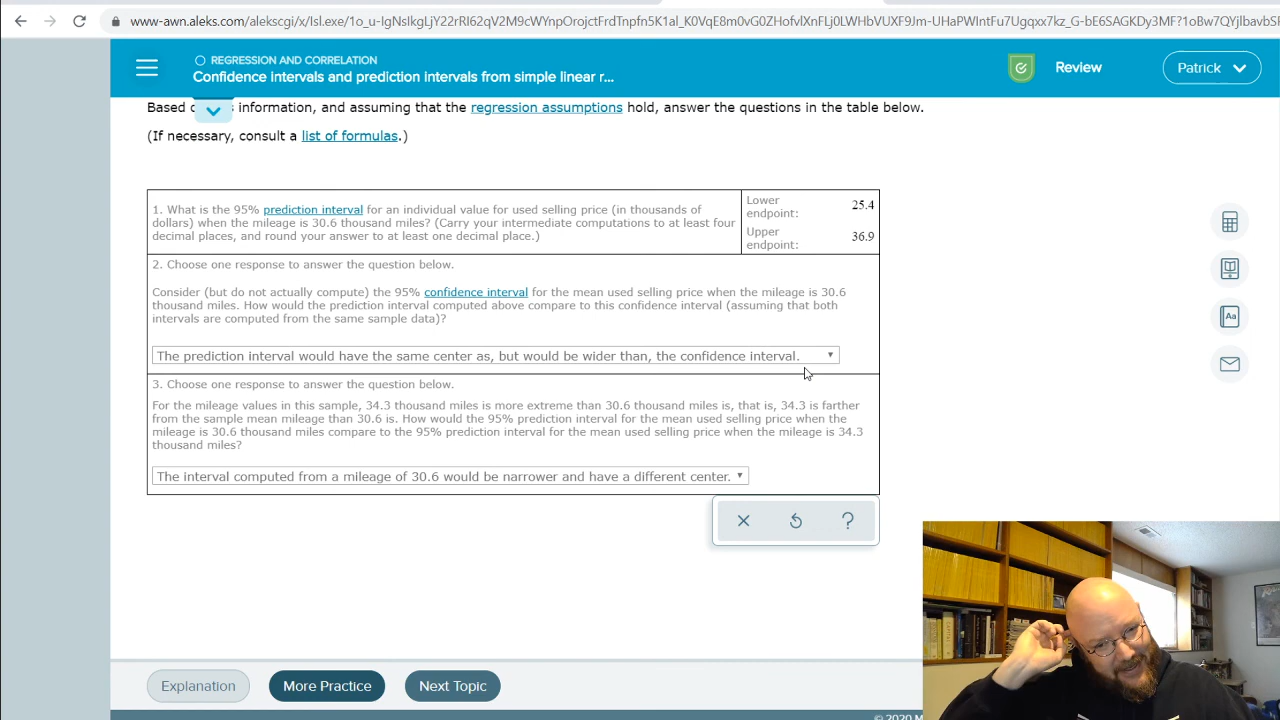 www-awn.aleks.com/alekscgi/x/Isl.exe/
REGRESSION AND CORRELATION
Confidence intervals and prediction intervals from simple linear r...
Review
Patrick
information, and assuming that the regression assumptions hold, answer the questions in the table below.
(If necessary, consult a list of formulas.)
1. What is the 95% prediction interval for an individual value for used selling price (in thousands of
dollars) when the mileage is 30.6 thousand miles? (Carry your intermediate computations to at least four
decimal places, and round your answer to at least one decimal place.)
Lower
endpoint: 25.4
Upper
endpoint: 36.9
2. Choose one response to answer the question below.
Consider (but do not actually compute) the 95% confidence interval for the mean used selling price when the mileage is 30.6
thousand miles. How would the prediction interval computed above compare to this confidence interval (assuming that both
intervals are computed from the same sample data)?
The prediction interval would have the same center as, but would be wider than, the confidence interval.
3. Choose one response to answer the question below.
For the mileage values in this sample, 34.3 thousand miles is more extreme than 30.6 thousand miles is, that is, 34.3 is farther
from the sample mean mileage than 30.6 is. How would the 95% prediction interval for the mean used selling price when the
mileage is 30.6 thousand miles compare to the 95% prediction interval for the mean used selling price when the mileage is 34.3
thousand miles?
The interval computed from a mileage of 30.6 would be narrower and have a different center.
?
Aa
Explanation
More Practice
Next Topic
© 2020 M